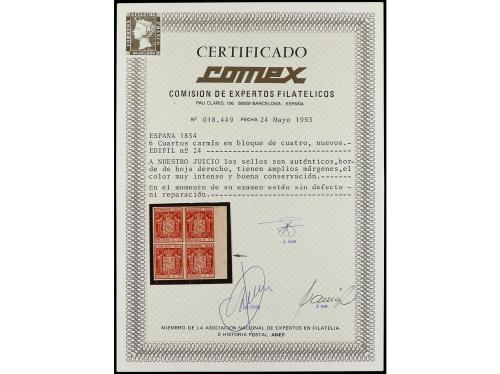 CERTIFICADO
comex
COMISION DE EXPERTOS FILATELICOS
PAU CLARIS, 106 08009 BARCELONA - ESPAÑA
Nº 018.449 FECHA 24 Mayo 1993
ESPAÑA 1854
6 Cuartos carmín en bloque de cuatro, nuevos.
EDIFIL nº 24
A NUESTRO JUICIO los sellos son auténticos,bor-
de de hoja derecho, tienen amplios márgenes,el
color muy intenso y buena conservación.
En el momento de su examen están sin defecto
ni reparación.
MIEMBRO DE LA ASOCIACION NACIONAL DE EXPERTOS EN FILATELIA
E HISTORIA POSTAL ANEF.